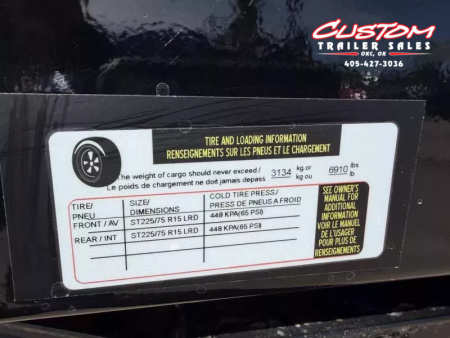 CUSTOM
TRAILER SALES
OKC, OK
405-427-3036
TIRE AND LOADING INFORMATION
RENSEIGNEMENTS SUR LES PNEUS ET LE CHARGEMENT
The weight of cargo should never exceed / 3134 kg or 6910 lbs
Le poids de chargement ne doit jamais depass kg ou lb
TIRE/ SIZE/ COLD TIRE PRESS/
PNEU DIMENSIONS PRESS DE PNEUS A FROID
FRONT / AV ST225/75 R15 LRD 448 KPA(65 PSI)
REAR / INT ST225/75 R15 LRD 448 KPA(65 PSI)
SEE OWNER'S
MANUAL FOR
ADDITIONAL
INFORMATION
VOIR LE MANUEL
DE L'USAGER
POUR PLUS DE
RENSEIGNEMENTS